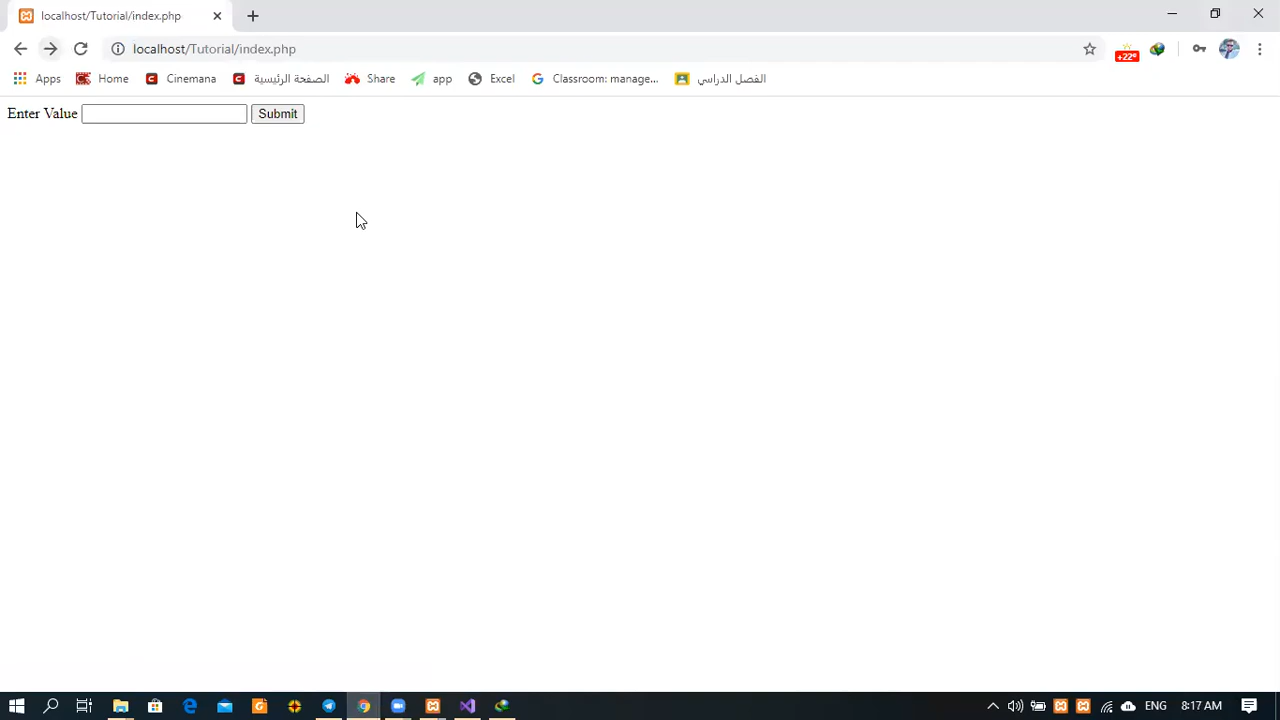 localhost/Tutorial/index.php
localhost/Tutorial/index.php
+22°
Apps Home Cinemana الصفحة الرئيسية Share app Excel Classroom: manage... الفصل الدراسي
Enter Value Submit
ENG 8:17 AM